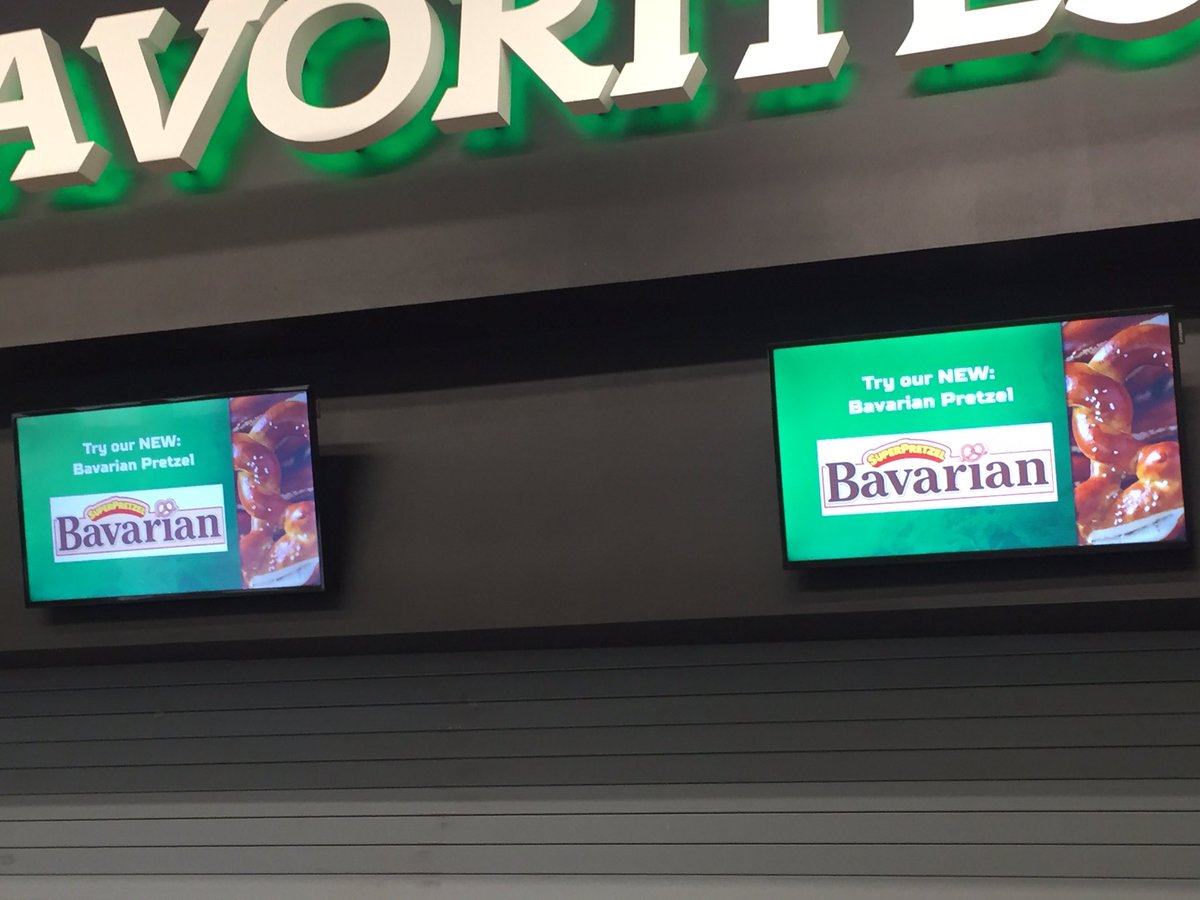 AVORITES
Try our NEW:
Bavarian Pretzel
SUPERPRETZEL
Bavarian
Try our NEW:
Bavarian Pretzel
SUPERPRETZEL
Bavarian